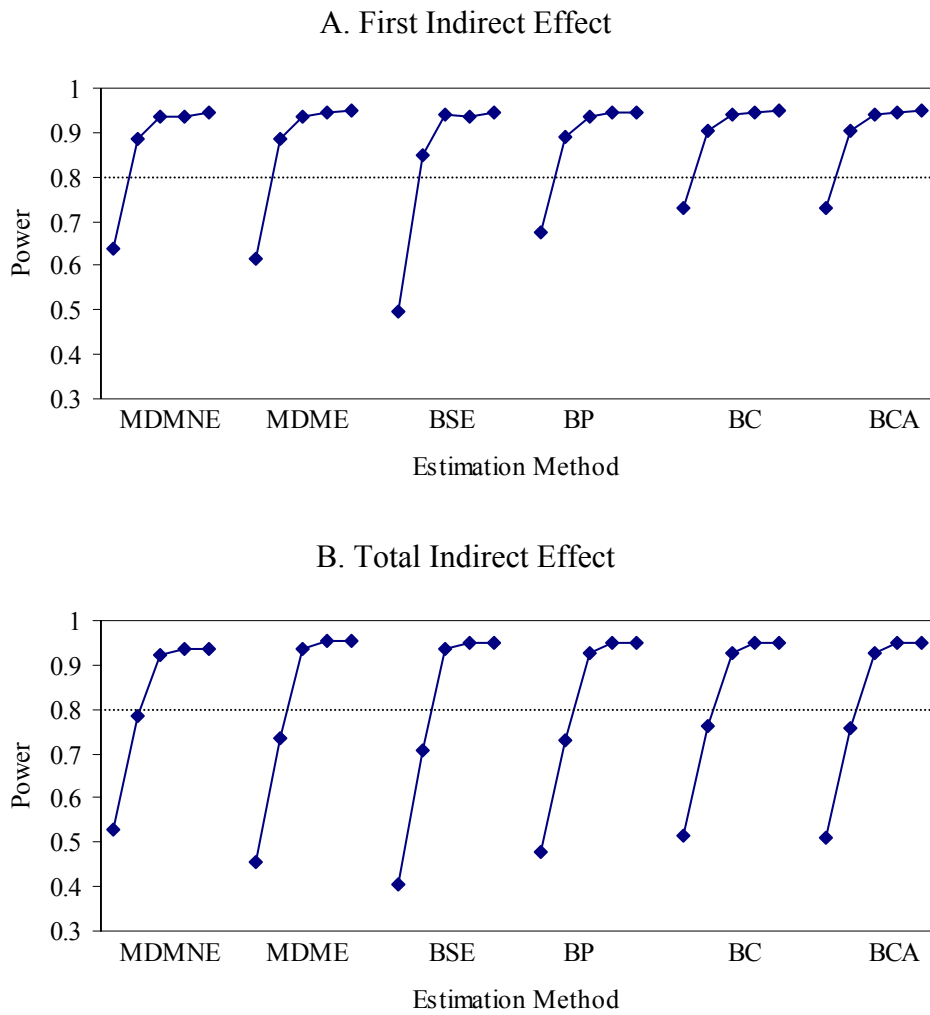 A. First Indirect Effect
1
0.9
0.8
0.7
0.6
0.5
0.4
0.3
Power
MDMNE MDME BSE BP BC BCA
Estimation Method
B. Total Indirect Effect
1
0.9
0.8
0.7
0.6
0.5
0.4
0.3
Power
MDMNE MDME BSE BP BC BCA
Estimation Method